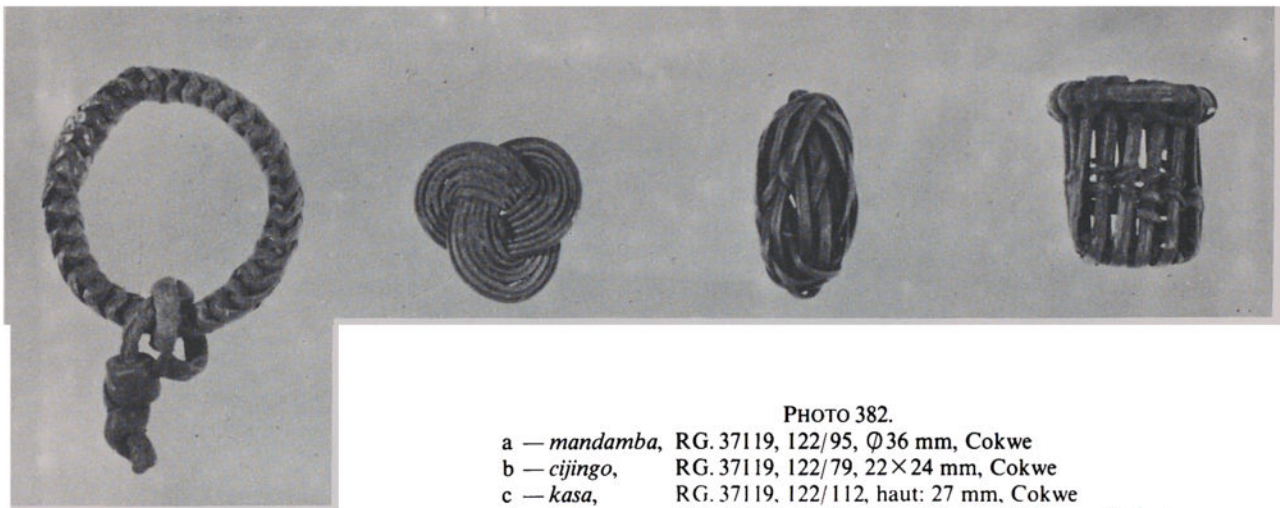 PHOTO 382.
a — mandamba, RG. 37119, 122/95, Ø 36 mm, Cokwe
b — cijingo, RG. 37119, 122/79, 22×24 mm, Cokwe
c — kasa, RG. 37119, 122/112, haut: 27 mm, Cokwe